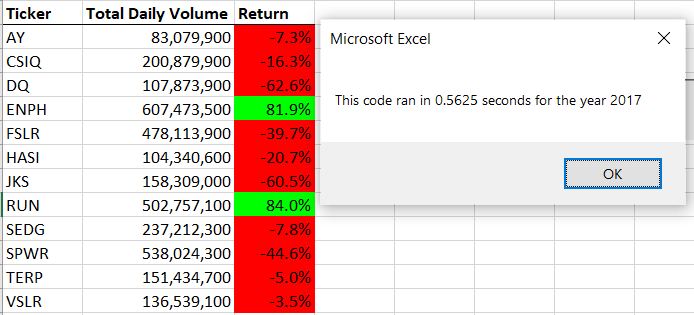 Ticker Total Daily Volume Return
AY 83,079,900 -7.3%
CSIQ 200,879,900 -16.3%
DQ 107,873,900 -62.6%
ENPH 607,473,500 81.9%
FSLR 478,113,900 -39.7%
HASI 104,340,600 -20.7%
JKS 158,309,000 -60.5%
RUN 502,757,100 84.0%
SEDG 237,212,300 -7.8%
SPWR 538,024,300 -44.6%
TERP 151,434,700 -5.0%
VSLR 136,539,100 -3.5%
Microsoft Excel
This code ran in 0.5625 seconds for the year 2017
OK